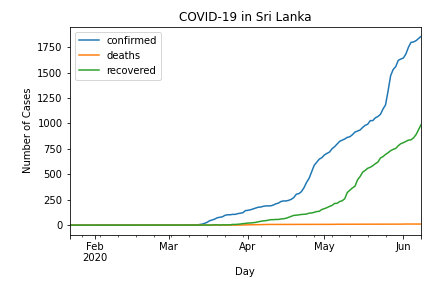 COVID-19 in Sri Lanka
confirmed
deaths
recovered
Number of Cases
1750
1500
1250
1000
750
500
250
0
Feb
2020
Mar
Apr
May
Jun
Day